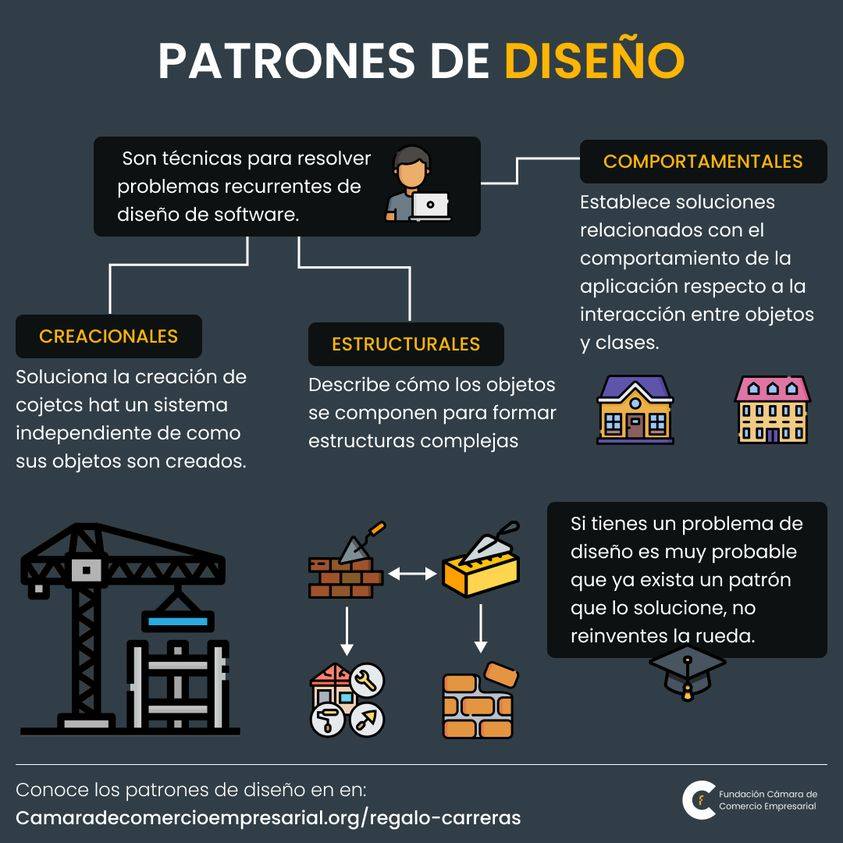 PATRONES DE DISEÑO
Son técnicas para resolver
problemas recurrentes de
diseño de software.
COMPORTAMENTALES
Establece soluciones
relacionados con el
comportamiento de la
aplicación respecto a la
interacción entre objetos
y clases.
CREACIONALES
Soluciona la creación de
cojetcs hat un sistema
independiente de como
sus objetos son creados.
ESTRUCTURALES
Describe cómo los objetos
se componen para formar
estructuras complejas
Si tienes un problema de
diseño es muy probable
que ya exista un patrón
que lo solucione, no
reinventes la rueda.
Conoce los patrones de diseño en en:
Camaradecomercioempresarial.org/regalo-carreras
Fundación Cámara de
Comercio Empresarial